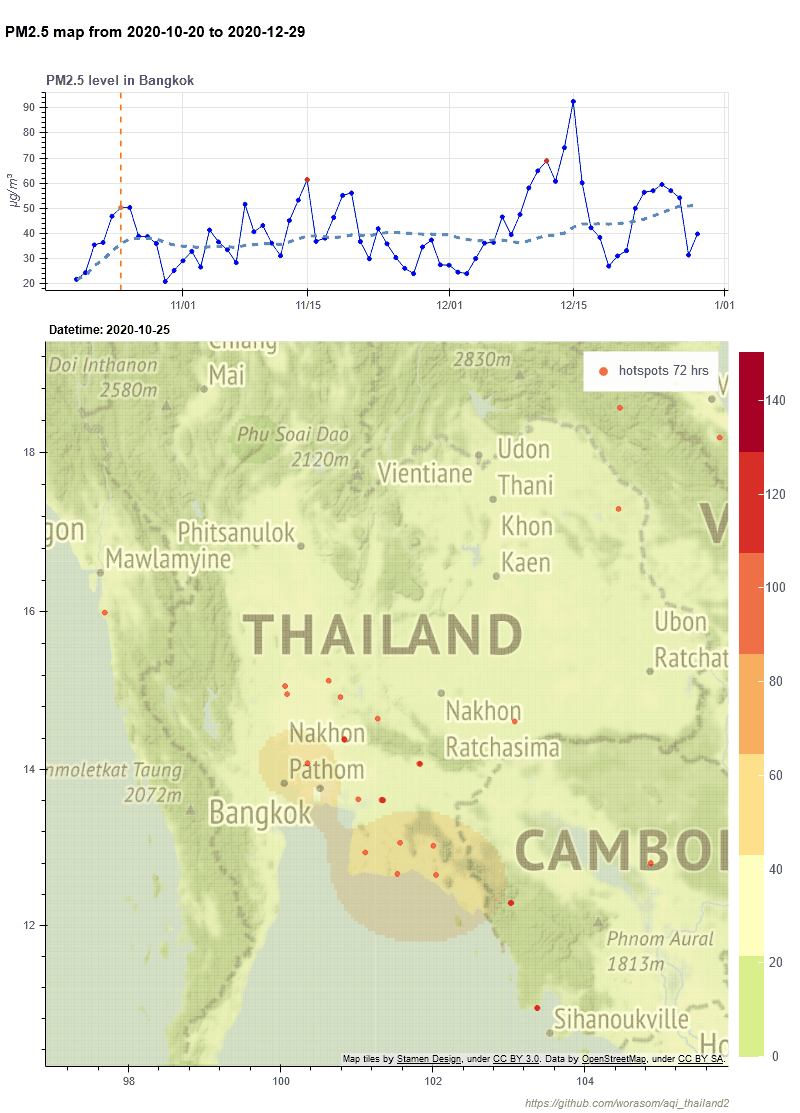 PM2.5 map from 2020-10-20 to 2020-12-29
PM2.5 level in Bangkok
µg/m³
90
80
70
60
50
40
30
20
11/01
11/15
12/01
12/15
1/01
Datetime: 2020-10-25
hotspots 72 hrs
Chiang
Mai
Doi Inthanon
2580m
2830m
V
Phu Soai Dao
2120m
Vientiane
Udon
Thani
Khon
Kaen
gon
Mawlamyine
Phitsanulok
V
THAILAND
Ubon
Ratchat
Nakhon
Ratchasima
Nakhon
Pathom
Bangkok
nmoletkat Taung
2072m
CAMBO
Phnom Aural
1813m
Sihanoukville
Ho
Map tiles by Stamen Design, under CC BY 3.0. Data by OpenStreetMap, under CC BY SA.
18
16
14
12
98
100
102
104
140
120
100
80
60
40
20
0
https://github.com/worasom/aqi_thailand2